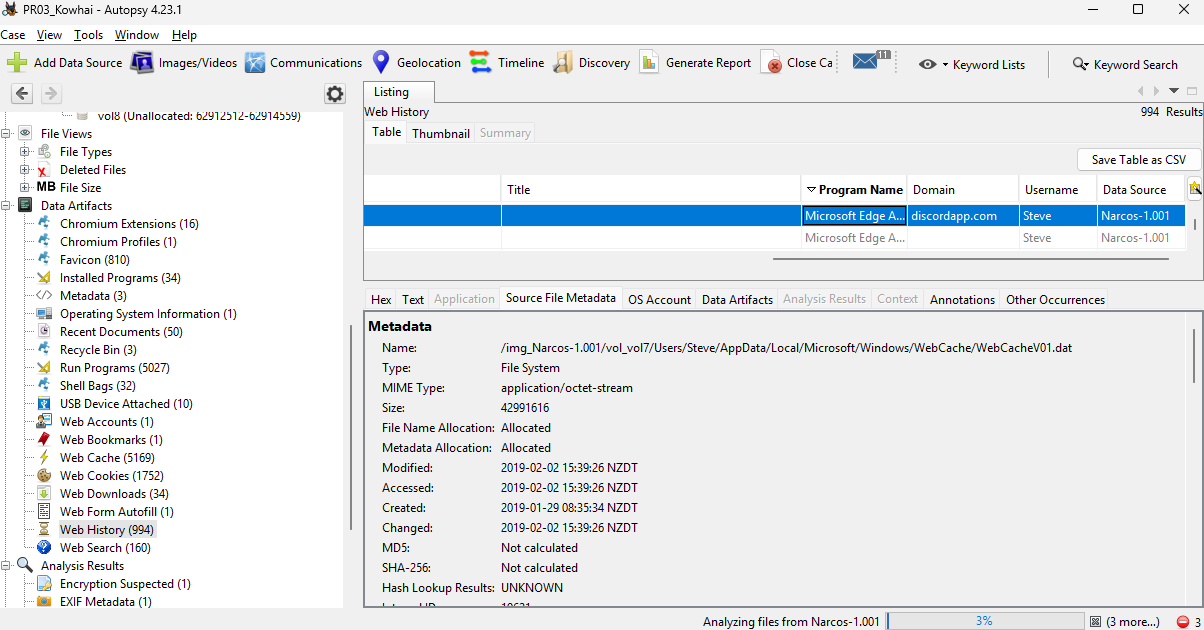 PR03_Kowhai - Autopsy 4.23.1
Case View Tools Window Help
Add Data Source Images/Videos Communications Geolocation Timeline Discovery Generate Report Close Ca 11 Keyword Lists Keyword Search
vol8 (Unallocated: 62912512-62914559)
File Views
File Types
Deleted Files
MB File Size
Data Artifacts
Chromium Extensions (16)
Chromium Profiles (1)
Favicon (810)
Installed Programs (34)
Metadata (3)
Operating System Information (1)
Recent Documents (50)
Recycle Bin (3)
Run Programs (5027)
Shell Bags (32)
USB Device Attached (10)
Web Accounts (1)
Web Bookmarks (1)
Web Cache (5169)
Web Cookies (1752)
Web Downloads (34)
Web Form Autofill (1)
Web History (994)
Web Search (160)
Analysis Results
Encryption Suspected (1)
EXIF Metadata (1)
Listing
Web History 994 Results
Table Thumbnail Summary
Save Table as CSV
Title Program Name Domain Username Data Source
Microsoft Edge A... discordapp.com Steve Narcos-1.001
Microsoft Edge A... Steve Narcos-1.001
Hex Text Application Source File Metadata OS Account Data Artifacts Analysis Results Context Annotations Other Occurrences
Metadata
Name: /img_Narcos-1.001/vol_vol7/Users/Steve/AppData/Local/Microsoft/Windows/WebCache/WebCacheV01.dat
Type: File System
MIME Type: application/octet-stream
Size: 42991616
File Name Allocation: Allocated
Metadata Allocation: Allocated
Modified: 2019-02-02 15:39:26 NZDT
Accessed: 2019-02-02 15:39:26 NZDT
Created: 2019-01-29 08:35:34 NZDT
Changed: 2019-02-02 15:39:26 NZDT
MD5: Not calculated
SHA-256: Not calculated
Hash Lookup Results: UNKNOWN
Analyzing files from Narcos-1.001 3% (3 more...) 3